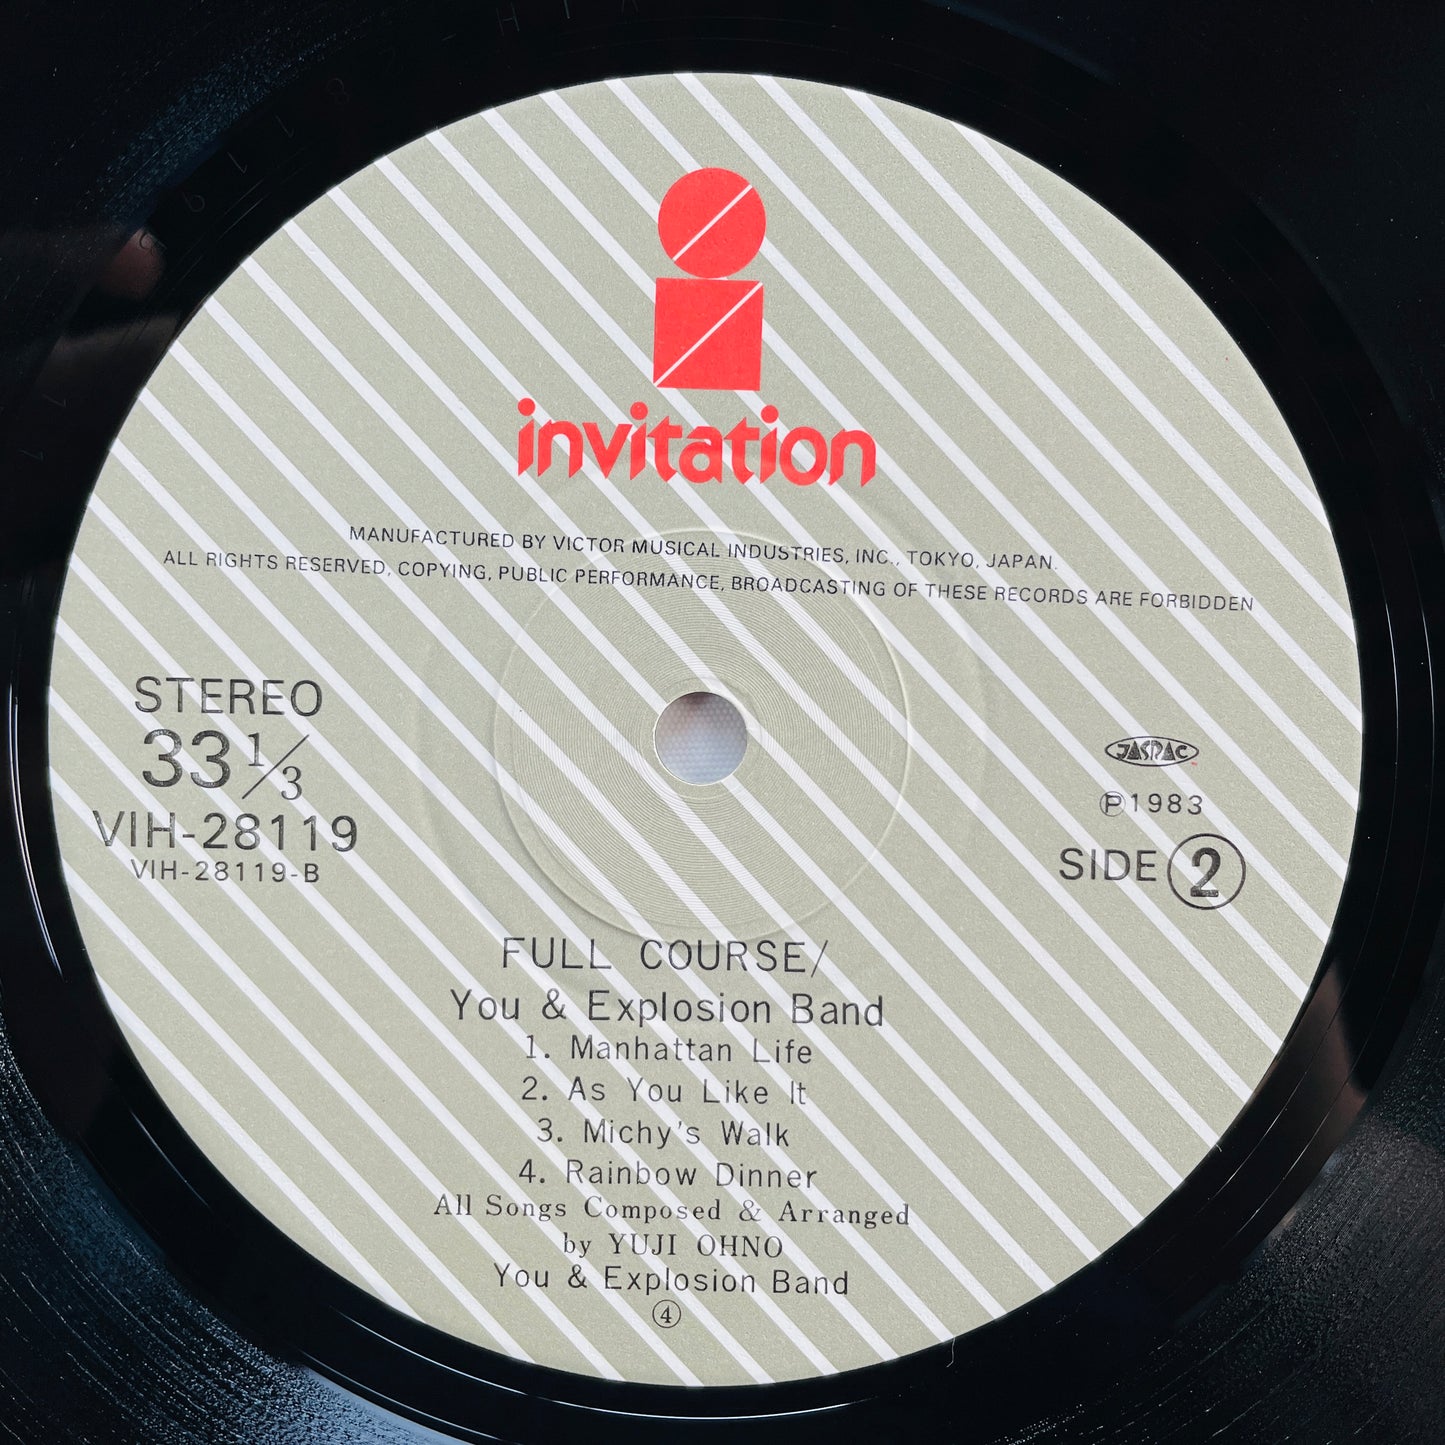 invitation
MANUFACTURED BY VICTOR MUSICAL INDUSTRIES, INC., TOKYO, JAPAN.
ALL RIGHTS RESERVED, COPYING, PUBLIC PERFORMANCE, BROADCASTING OF THESE RECORDS ARE FORBIDDEN
STEREO
33 1/3
VIH-28119
VIH-28119-B
JASRAC
Ⓟ1983
SIDE ②
FULL COURSE/
You & Explosion Band
1. Manhattan Life
2. As You Like It
3. Michy's Walk
4. Rainbow Dinner
All Songs Composed & Arranged
by YUJI OHNO
You & Explosion Band
④